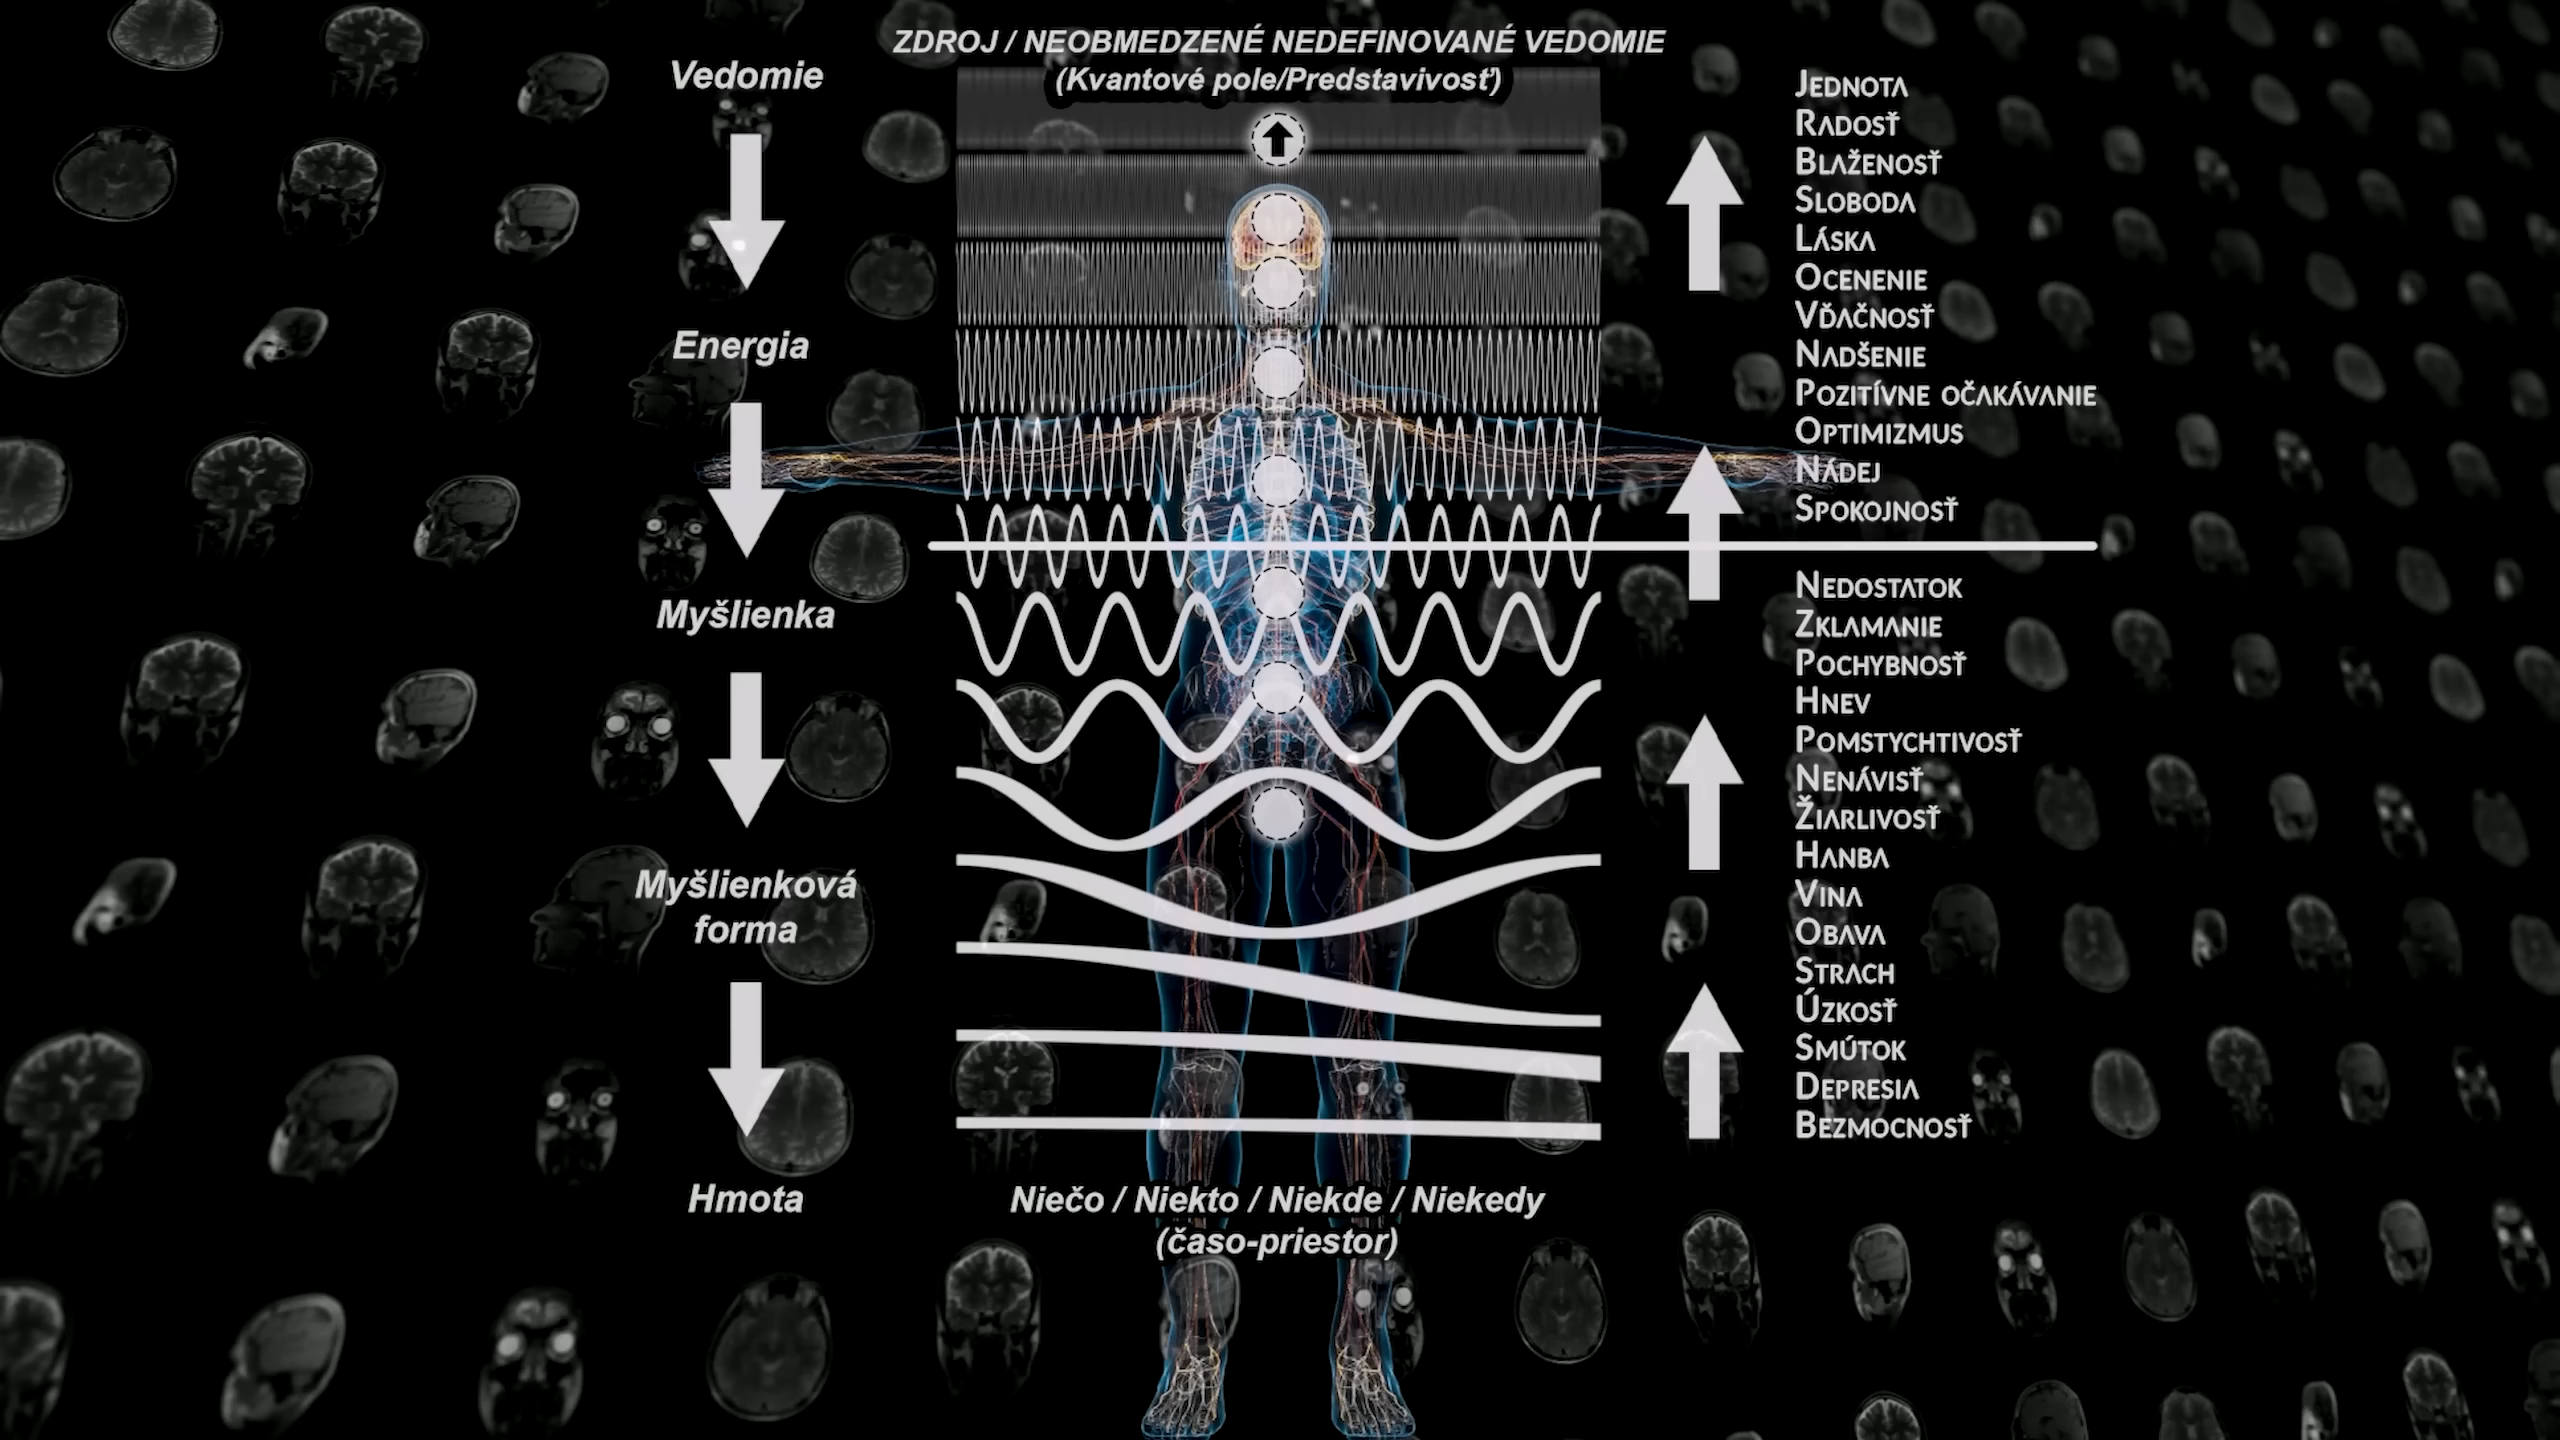 ZDROJ / NEOBMEDZENÉ NEDEFINOVANÉ VEDOMIE
(Kvantové pole/Predstavivosť)
Vedomie
Energia
Myšlienka
Myšlienková
forma
Hmota
Niečo / Niekto / Niekde / Niekedy
(časo-priestor)
JEDNOTA
RADOSŤ
BLAŽENOSŤ
SLOBODA
LÁSKA
OCENENIE
VĎAČNOSŤ
NADŠENIE
POZITÍVNE OČAKÁVANIE
OPTIMIZMUS
NÁDEJ
SPOKOJNOSŤ
NEDOSTATOK
ZKLAMANIE
POCHYBNOSŤ
HNEV
POMSTYCHTIVOSŤ
NENÁVISŤ
ŽIARLIVOSŤ
HANBA
VINA
OBAVA
STRACH
ÚZKOSŤ
SMÚTOK
DEPRESIA
BEZMOCNOSŤ